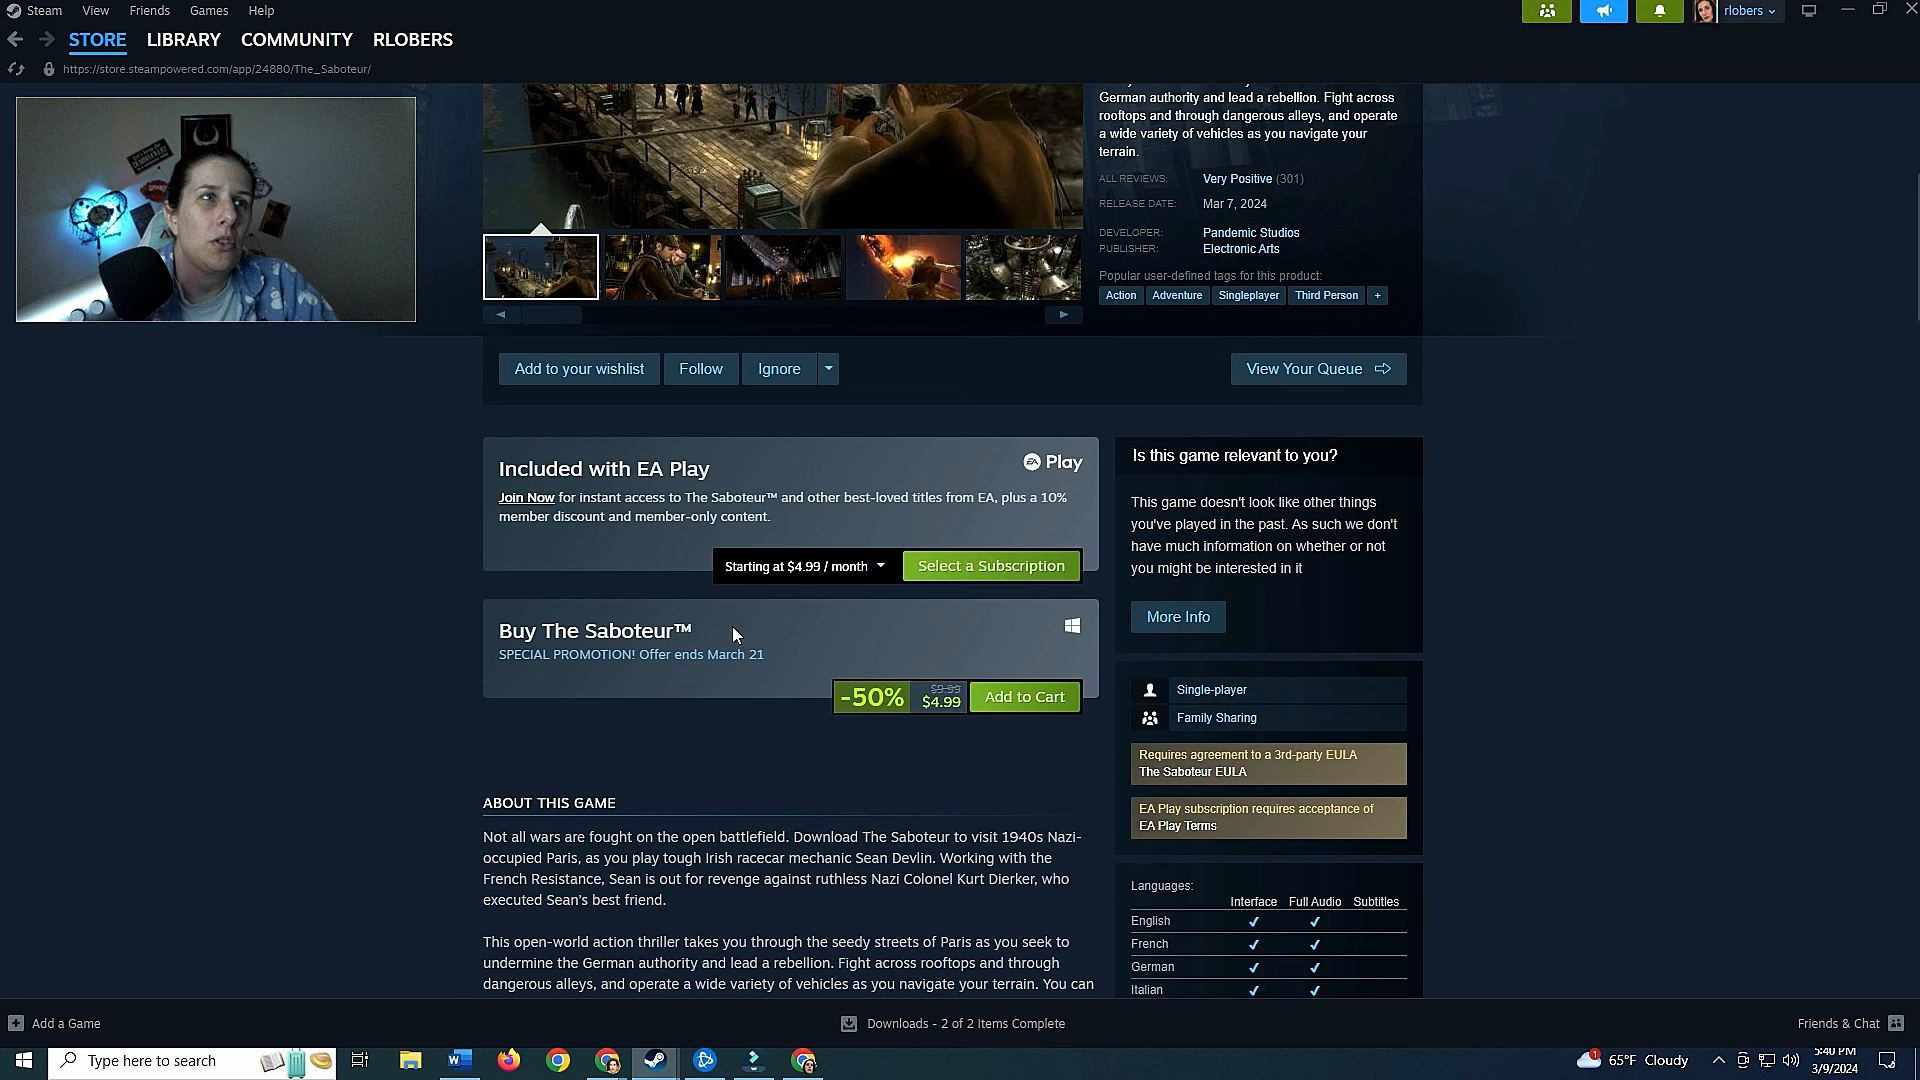 Steam View Friends Games Help
rlobers
STORE LIBRARY COMMUNITY RLOBERS
https://store.steampowered.com/app/24880/The_Saboteur/
German authority and lead a rebellion. Fight across
rooftops and through dangerous alleys, and operate
a wide variety of vehicles as you navigate your
terrain.
ALL REVIEWS: Very Positive (301)
RELEASE DATE: Mar 7, 2024
DEVELOPER: Pandemic Studios
PUBLISHER: Electronic Arts
Popular user-defined tags for this product:
Action Adventure Singleplayer Third Person +
Add to your wishlist Follow Ignore View Your Queue
Included with EA Play
EA Play
Join Now for instant access to The Saboteur™ and other best-loved titles from EA, plus a 10%
member discount and member-only content.
Starting at $4.99 / month Select a Subscription
Buy The Saboteur™
SPECIAL PROMOTION! Offer ends March 21
-50% $9.99 $4.99 Add to Cart
Is this game relevant to you?
This game doesn't look like other things
you've played in the past. As such we don't
have much information on whether or not
you might be interested in it
More Info
Single-player
Family Sharing
Requires agreement to a 3rd-party EULA
The Saboteur EULA
EA Play subscription requires acceptance of
EA Play Terms
ABOUT THIS GAME
Not all wars are fought on the open battlefield. Download The Saboteur to visit 1940s Nazi-
occupied Paris, as you play tough Irish racecar mechanic Sean Devlin. Working with the
French Resistance, Sean is out for revenge against ruthless Nazi Colonel Kurt Dierker, who
executed Sean's best friend.
This open-world action thriller takes you through the seedy streets of Paris as you seek to
undermine the German authority and lead a rebellion. Fight across rooftops and through
dangerous alleys, and operate a wide variety of vehicles as you navigate your terrain. You can
Languages:
Interface Full Audio Subtitles
English ✓ ✓
French ✓ ✓
German ✓ ✓
Italian ✓ ✓
Add a Game Downloads - 2 of 2 Items Complete Friends & Chat
Type here to search 1 65°F Cloudy 5:40 PM
3/9/2024